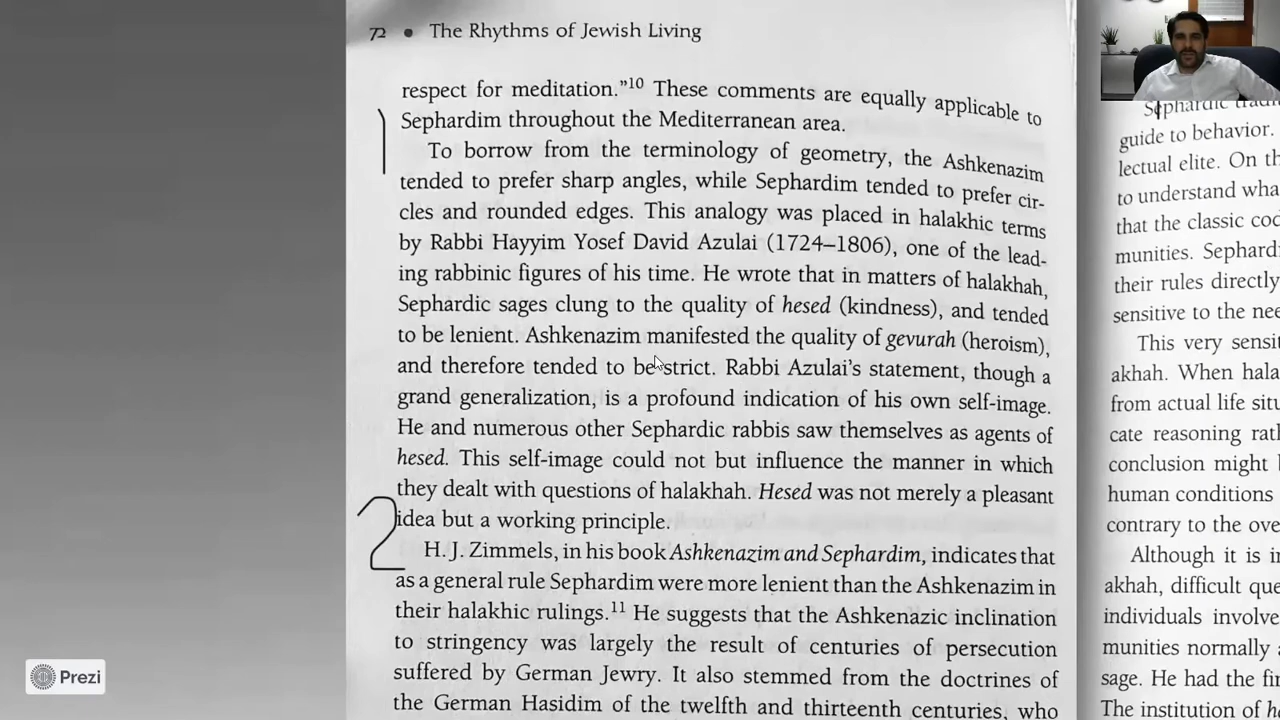 72 • The Rhythms of Jewish Living
respect for meditation."10 These comments are equally applicable to
Sephardim throughout the Mediterranean area.
To borrow from the terminology of geometry, the Ashkenazim
tended to prefer sharp angles, while Sephardim tended to prefer cir-
cles and rounded edges. This analogy was placed in halakhic terms
by Rabbi Hayyim Yosef David Azulai (1724–1806), one of the lead-
ing rabbinic figures of his time. He wrote that in matters of halakhah,
Sephardic sages clung to the quality of hesed (kindness), and tended
to be lenient. Ashkenazim manifested the quality of gevurah (heroism),
and therefore tended to be strict. Rabbi Azulai's statement, though a
grand generalization, is a profound indication of his own self-image.
He and numerous other Sephardic rabbis saw themselves as agents of
hesed. This self-image could not but influence the manner in which
they dealt with questions of halakhah. Hesed was not merely a pleasant
idea but a working principle.
H. J. Zimmels, in his book Ashkenazim and Sephardim, indicates that
as a general rule Sephardim were more lenient than the Ashkenazim in
their halakhic rulings.11 He suggests that the Ashkenazic inclination
to stringency was largely the result of centuries of persecution
suffered by German Jewry. It also stemmed from the doctrines of
the German Hasidim of the twelfth and thirteenth centuries, who
1
2
Sephardic
guide to behavior.
lectual elite. On
to understand
that the classic
munities.
their rules directly
sensitive to the
This very
akhah. When
from actual life
cate reasoning
conclusion might
human conditions
contrary to the
Although it is
akhah, difficult
individuals
munities normally
sage. He had the
The institution of
Prezi